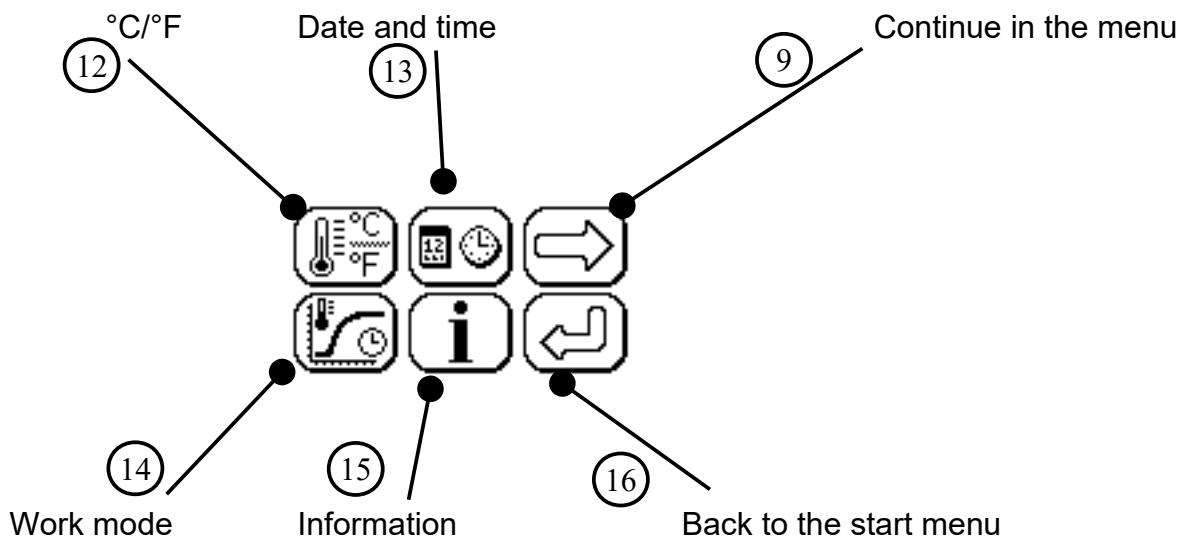 °C/°F Date and time Continue in the menu
12 13 9
°C
°F
12
i
14 15 16
Work mode Information Back to the start menu